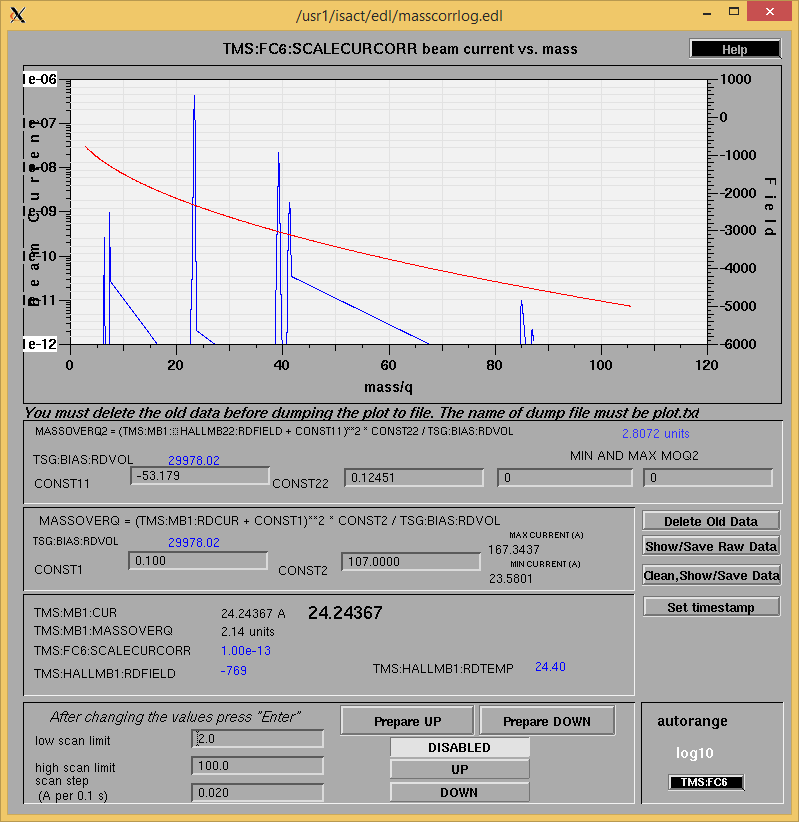 /usr1/isact/edl/masscorrlog.edl
TMS:FC6:SCALECURCORR beam current vs. mass
Help
1e-06
1000
e-07
0
e-08
-1000
-2000
e-09
-3000
e-10
-4000
e-11
-5000
1e-12
-6000
Beam Current
Field
0 20 40 60 80 100 120
mass/q
You must delete the old data before dumping the plot to file. The name of dump file must be plot.txt
MASSOVERQ2 = (TMS:MB1: HALLMB22:RDFIELD + CONST11)**2 * CONST22 / TSG:BIAS:RDVOL
2.8072 units
TSG:BIAS:RDVOL 29978.02
MIN AND MAX MOQ2
CONST11 -53.179 CONST22 0.12451 0 0
MASSOVERQ = (TMS:MB1:RDCUR + CONST1)**2 * CONST2 / TSG:BIAS:RDVOL
TSG:BIAS:RDVOL 29978.02
MAX CURRENT (A)
167.3437
MIN CURRENT (A)
23.5801
CONST1 0.100 CONST2 107.0000
Delete Old Data
Show/Save Raw Data
Clean,Show/Save Data
Set timestamp
TMS:MB1:CUR 24.24367 A 24.24367
TMS:MB1:MASSOVERQ 2.14 units
TMS:FC6:SCALECURCORR 1.00e-13
TMS:HALLMB1:RDFIELD -769
TMS:HALLMB1:RDTEMP 24.40
After changing the values press "Enter"
low scan limit 2.0
high scan limit 100.0
scan step
(A per 0.1 s) 0.020
Prepare UP
Prepare DOWN
DISABLED
UP
DOWN
autorange
log10
TMS:FC6